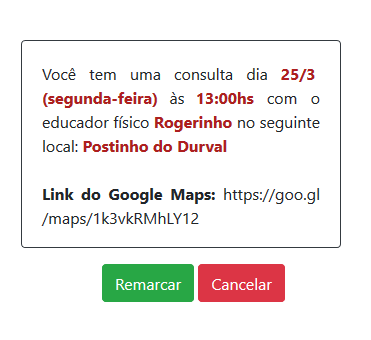 Você tem uma consulta dia 25/3
(segunda-feira) às 13:00hs com o
educador físico Rogerinho no seguinte
local: Postinho do Durval
Link do Google Maps: https://goo.gl
/maps/1k3vkRMhLY12
Remarcar Cancelar